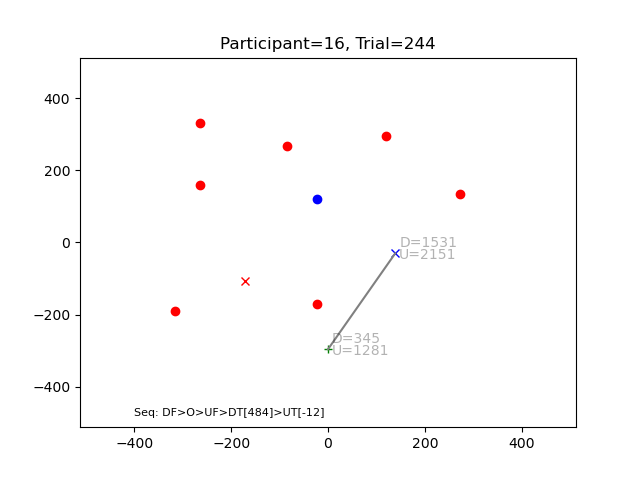 Participant=16, Trial=244
400
200
0
−200
−400
D=1531
U=2151
D=345
U=1281
Seq: DF>O>UF>DT[484]>UT[-12]
−400
−200
0
200
400